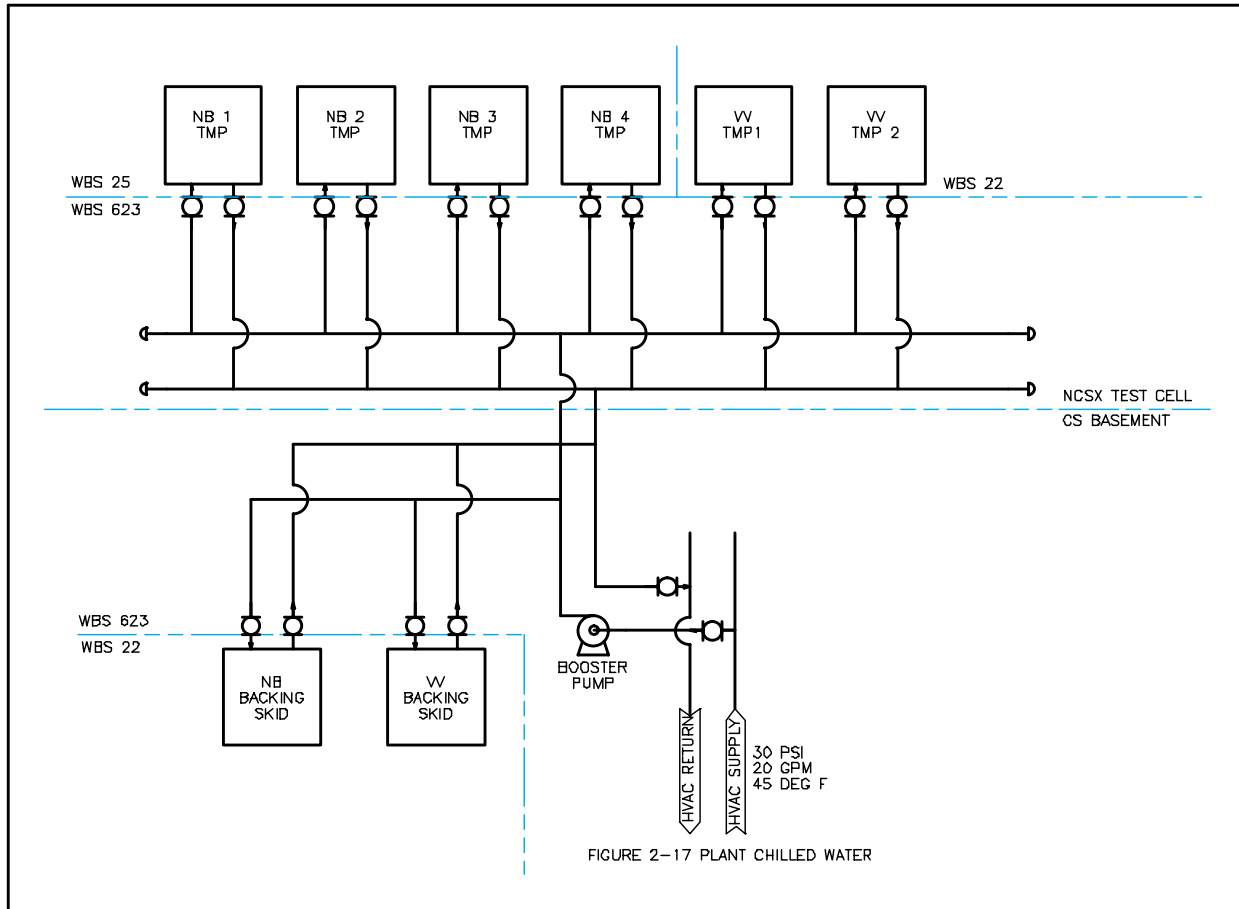 NB 1
TMP
NB 2
TMP
NB 3
TMP
NB 4
TMP
VV
TMP1
VV
TMP 2
WBS 25
WBS 623
WBS 22
NCSX TEST CELL
CS BASEMENT
WBS 623
WBS 22
NB
BACKING
SKID
VV
BACKING
SKID
BOOSTER
PUMP
HVAC RETURN
HVAC SUPPLY
30 PSI
20 GPM
45 DEG F
FIGURE 2-17 PLANT CHILLED WATER